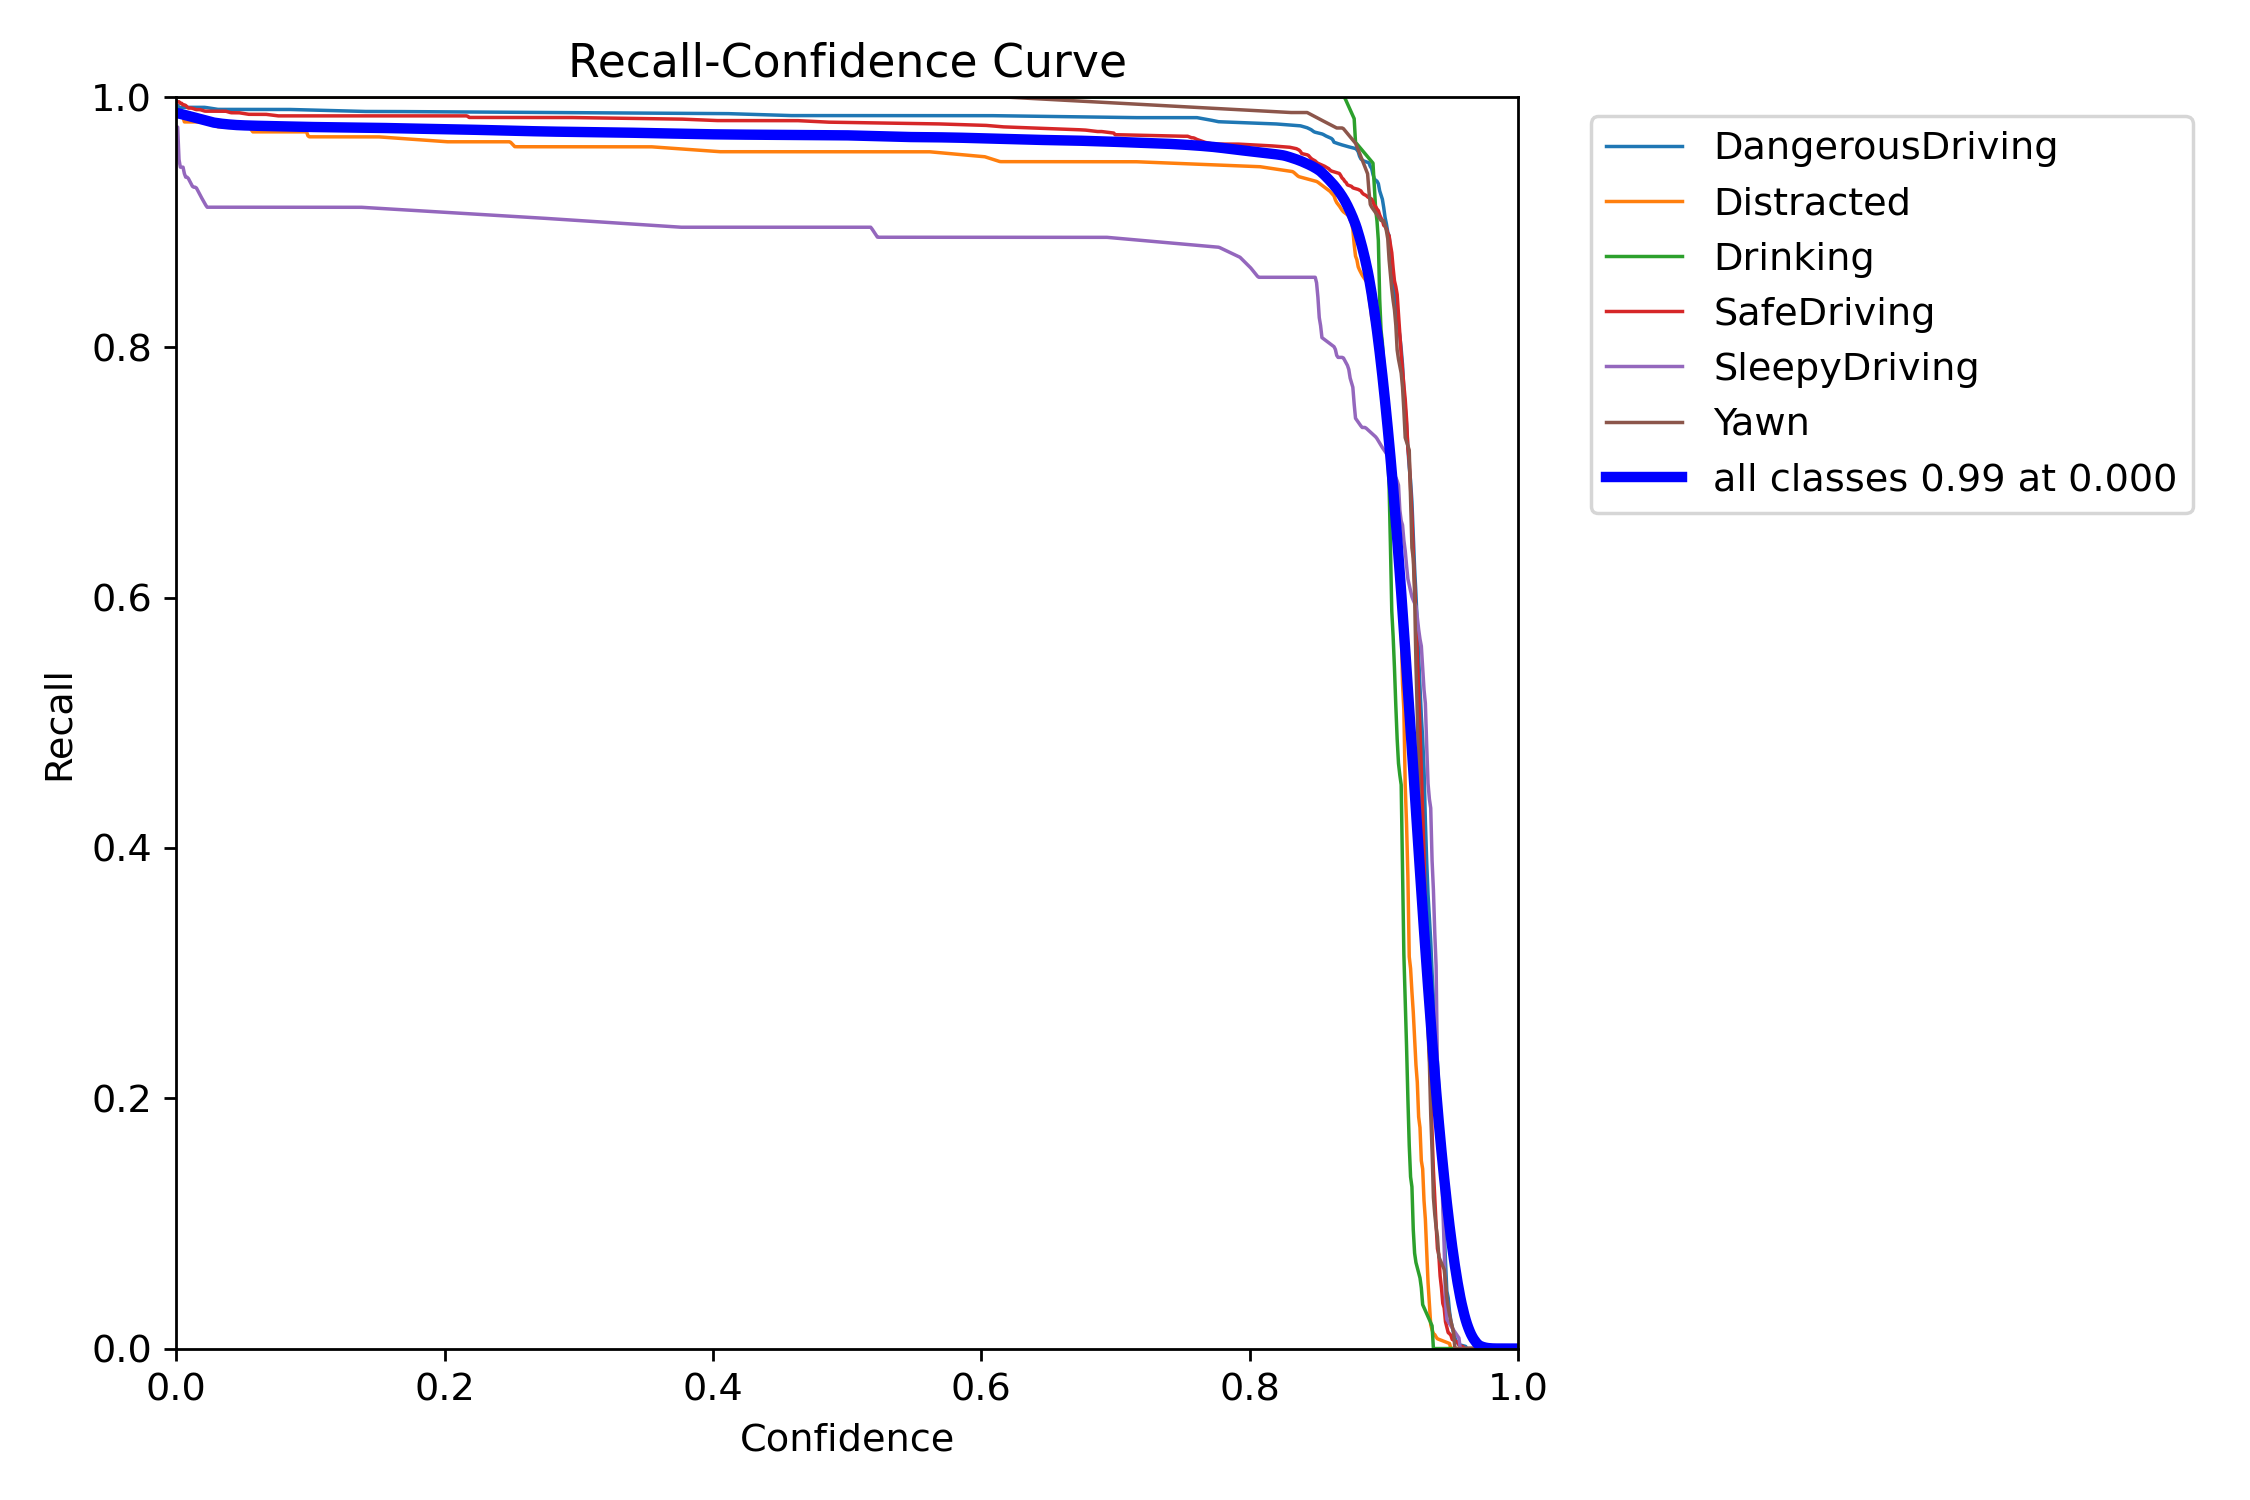 Recall-Confidence Curve
1.0
0.8
0.6
0.4
0.2
0.0
Recall
0.0 0.2 0.4 0.6 0.8 1.0
Confidence
DangerousDriving
Distracted
Drinking
SafeDriving
SleepyDriving
Yawn
all classes 0.99 at 0.000